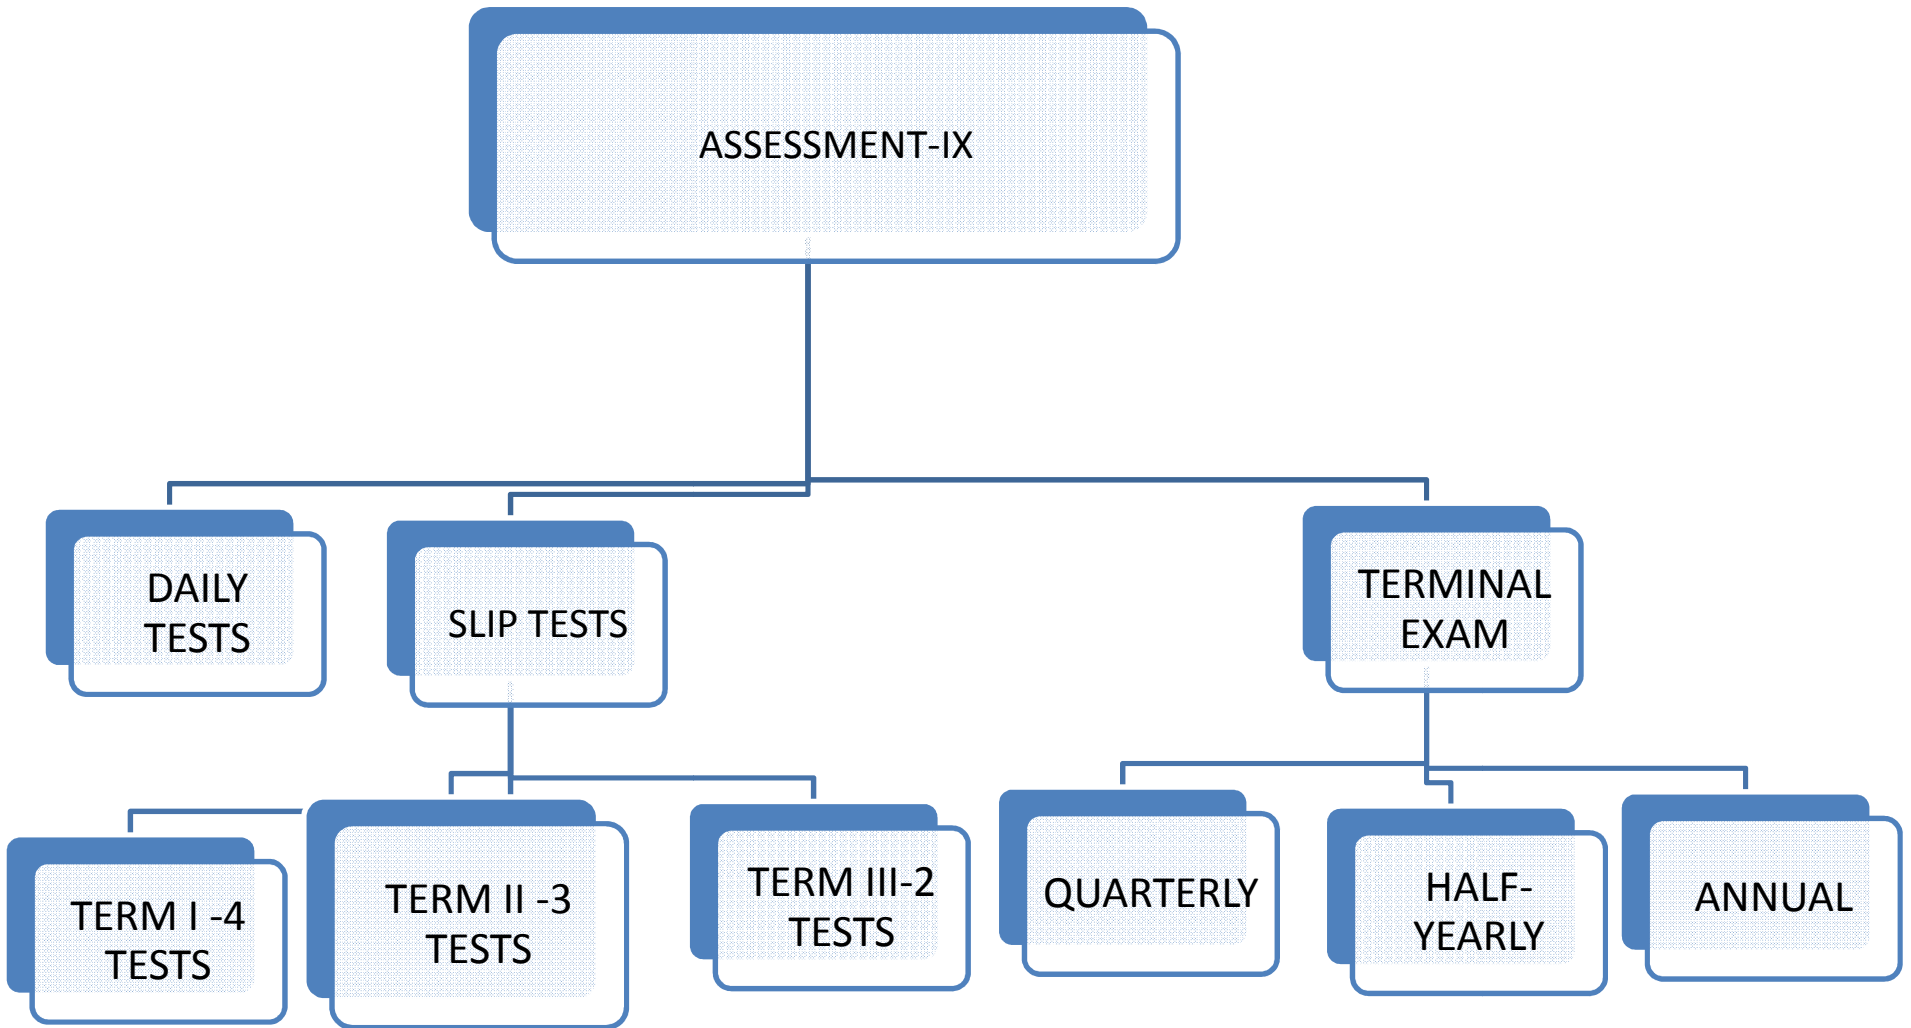 ASSESSMENT-IX
DAILY
TESTS
SLIP TESTS
TERMINAL
EXAM
TERM I -4
TESTS
TERM II -3
TESTS
TERM III-2
TESTS
QUARTERLY
HALF-
YEARLY
ANNUAL